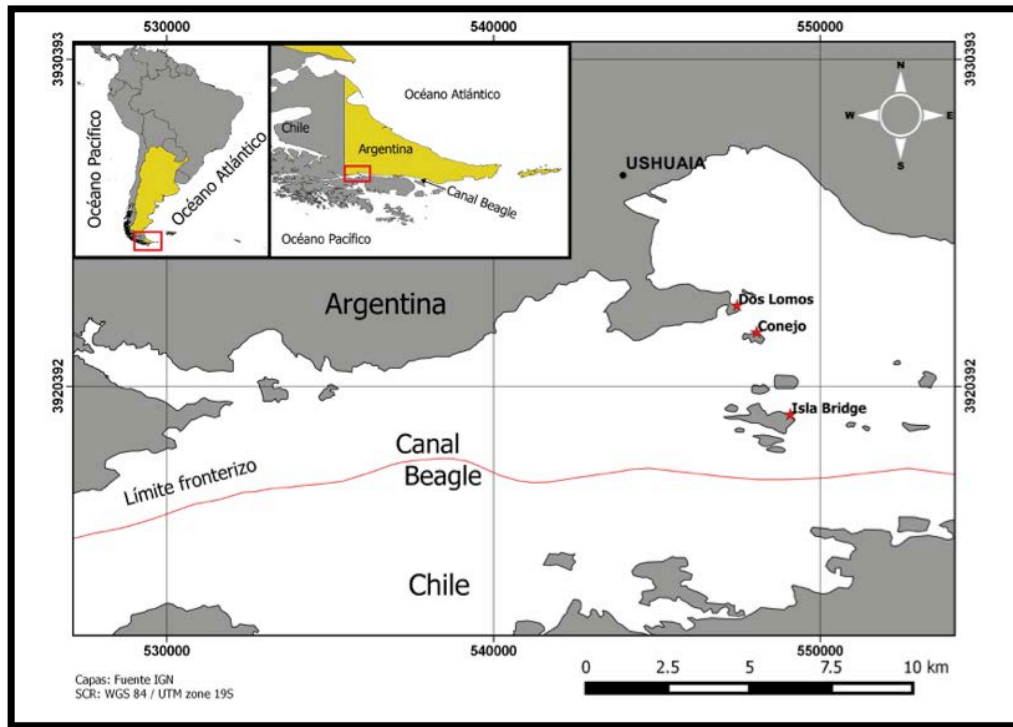 530000
540000
550000
3930393
3930393
Océano Pacífico
Océano Atlántico
Océano Atlántico
Chile
Argentina
Canal Beagle
Océano Pacífico
N
W
E
S
USHUAIA
Argentina
Dos Lomos
Conejo
3920392
3920392
Isla Bridge
Canal
Beagle
Límite fronterizo
Chile
530000
540000
550000
Capas: Fuente IGN
SCR: WGS 84 / UTM zone 19S
0
2.5
5
7.5
10 km